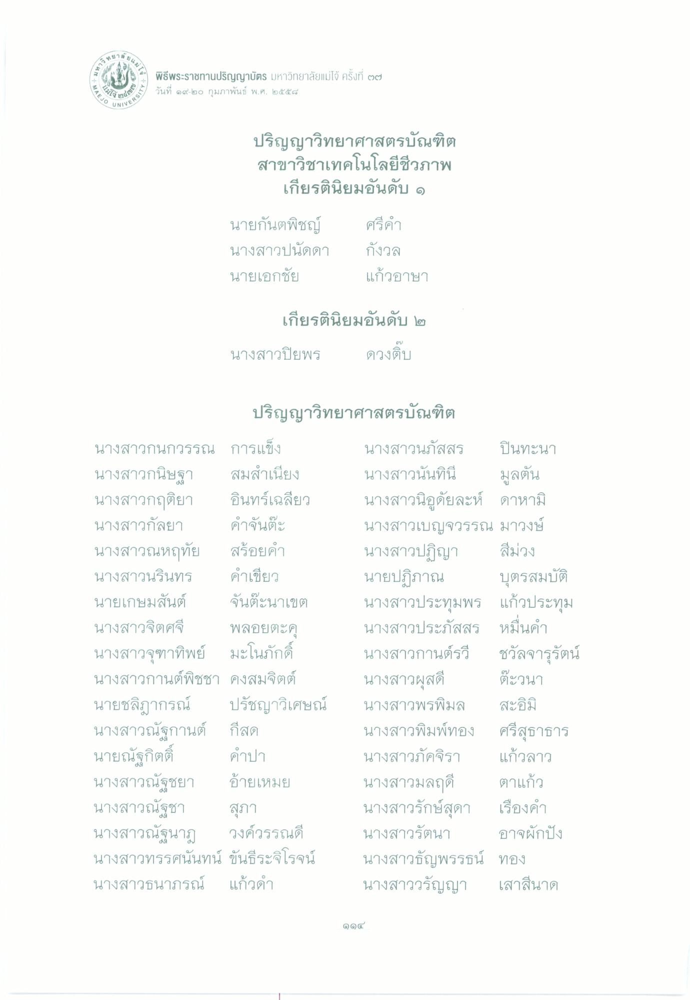 มหาวิทยาลัยแม่โจ้
แม่โจ้ ๒๔๗๗
MAEJO UNIVERSITY
พิธีพระราชทานปริญญาบัตร มหาวิทยาลัยแม่โจ้ ครั้งที่ ๓๗
วันที่ ๑๙-๒๐ กุมภาพันธ์ พ.ศ. ๒๕๕๘
ปริญญาวิทยาศาสตรบัณฑิต
สาขาวิชาเทคโนโลยีชีวภาพ
เกียรตินิยมอันดับ ๑
นายกันตพิชญ์ ศรีคำ
นางสาวปนัดดา กังวล
นายเอกชัย แก้วอาษา
เกียรตินิยมอันดับ ๒
นางสาวปิยพร ดวงติ๊บ
ปริญญาวิทยาศาสตรบัณฑิต
นางสาวกนกวรรณ การแข็ง นางสาวนภัสสร ปินทะนา
นางสาวกนิษฐา สมสำเนียง นางสาวนันทินี มูลตัน
นางสาวกฤติยา อินทร์เฉลียว นางสาวนิอูดัยละห์ ดาหามิ
นางสาวกัลยา คำจันต๊ะ นางสาวเบญจวรรณ มาวงษ์
นางสาวณหฤทัย สร้อยคำ นางสาวปฏิญา สีม่วง
นางสาวนรินทร คำเขียว นายปฏิภาณ บุตรสมบัติ
นายเกษมสันต์ จันต๊ะนาเขต นางสาวประทุมพร แก้วประทุม
นางสาวจิตศจี พลอยตะคุ นางสาวประภัสสร หมื่นคำ
นางสาวจุฑาทิพย์ มะโนภักดิ์ นางสาวกานต์รวี ชวัลจารุรัตน์
นางสาวกานต์พิชชา คงสมจิตต์ นางสาวผุสดี ต๊ะวนา
นายชลิฎากรณ์ ปรัชญาวิเศษณ์ นางสาวพรพิมล สะอิมิ
นางสาวณัฐกานต์ กีสด นางสาวพิมพ์ทอง ศรีสุธาธาร
นายณัฐกิตติ์ คำปา นางสาวภัคจิรา แก้วลาว
นางสาวณัฐชยา อ้ายเหมย นางสาวมลฤดี ตาแก้ว
นางสาวณัฐชา สุภา นางสาวรักษ์สุดา เรืองคำ
นางสาวณัฐนาฎ วงค์วรรณดี นางสาวรัตนา อาจผักปัง
นางสาวทรรศนันทน์ ขันธีระจิโรจน์ นางสาวธัญพรรธน์ ทอง
นางสาวธนาภรณ์ แก้วดำ นางสาววรัญญา เสาสีนาด
๑๑๔